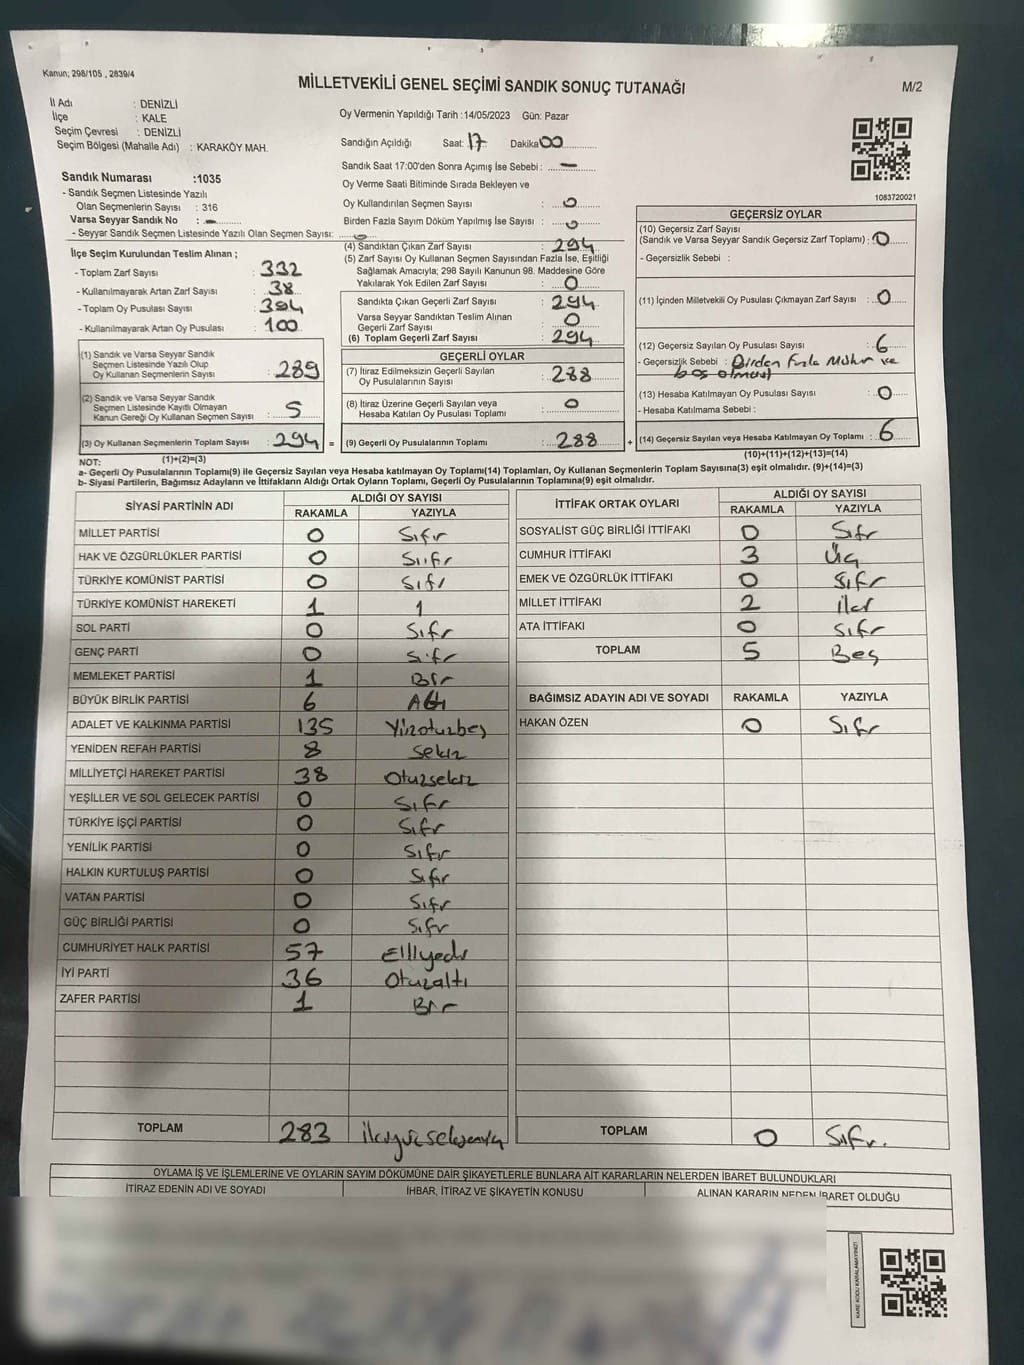 Kanun; 298/105 , 2839/4
MİLLETVEKİLİ GENEL SEÇİMİ SANDIK SONUÇ TUTANAĞI
M/2
İl Adı : DENİZLİ
İlçe : KALE
Seçim Çevresi : DENİZLİ
Seçim Bölgesi (Mahalle Adı) : KARAKÖY MAH.
Oy Vermenin Yapıldığı Tarih :14/05/2023 Gün: Pazar
Sandığın Açıldığı Saat: 17 Dakika 00
Sandık Saat 17:00'den Sonra Açımış İse Sebebi : —
Oy Verme Saati Bitiminde Sırada Bekleyen ve
Oy Kullandırılan Seçmen Sayısı : 0
Birden Fazla Sayım Döküm Yapılmış İse Sayısı : 0
1083720021
Sandık Numarası :1035
- Sandık Seçmen Listesinde Yazılı
Olan Seçmenlerin Sayısı : 316
Varsa Seyyar Sandık No : —
- Seyyar Sandık Seçmen Listesinde Yazılı Olan Seçmen Sayısı: 0
İlçe Seçim Kurulundan Teslim Alınan ;
- Toplam Zarf Sayısı : 332
- Kullanılmayarak Artan Zarf Sayısı : 38
- Toplam Oy Pusulası Sayısı : 394
- Kullanılmayarak Artan Oy Pusulası : 100
(1) Sandık ve Varsa Seyyar Sandık
Seçmen Listesinde Yazılı Olup
Oy Kullanan Seçmenlerin Sayısı : 289
(2) Sandık ve Varsa Seyyar Sandık
Seçmen Listesinde Kayıtlı Olmayan
Kanun Gereği Oy Kullanan Seçmen Sayısı : 5
(3) Oy Kullanan Seçmenlerin Toplam Sayısı : 294 =
(1)+(2)=(3)
(4) Sandıktan Çıkan Zarf Sayısı : 294
(5) Zarf Sayısı Oy Kullanan Seçmen Sayısından Fazla İse, Eşitliği
Sağlamak Amacıyla; 298 Sayılı Kanunun 98. Maddesine Göre
Yakılarak Yok Edilen Zarf Sayısı : 0
Sandıkta Çıkan Geçerli Zarf Sayısı : 294
Varsa Seyyar Sandıktan Teslim Alınan
Geçerli Zarf Sayısı : 0
(6) Toplam Geçerli Zarf Sayısı : 294
GEÇERLİ OYLAR
(7) İtiraz Edilmeksizin Geçerli Sayılan
Oy Pusulalarının Sayısı : 288
(8) İtiraz Üzerine Geçerli Sayılan veya
Hesaba Katılan Oy Pusulası Toplamı : 0
(9) Geçerli Oy Pusulalarının Toplamı : 288 +
GEÇERSİZ OYLAR
(10) Geçersiz Zarf Sayısı
(Sandık ve Varsa Seyyar Sandık Geçersiz Zarf Toplamı) : 0
- Geçersizlik Sebebi :
(11) İçinden Milletvekili Oy Pusulası Çıkmayan Zarf Sayısı : 0
(12) Geçersiz Sayılan Oy Pusulası Sayısı : 6
- Geçersizlik Sebebi : Birden Fazla Mühür ve
boş olması
(13) Hesaba Katılmayan Oy Pusulası Sayısı : 0
- Hesaba Katılmama Sebebi :
(14) Geçersiz Sayılan veya Hesaba Katılmayan Oy Toplamı : 6
(10)+(11)+(12)+(13)=(14)
NOT:
a- Geçerli Oy Pusulalarının Toplamı(9) ile Geçersiz Sayılan veya Hesaba katılmayan Oy Toplamı(14) Toplamları, Oy Kullanan Seçmenlerin Toplam Sayısına(3) eşit olmalıdır. (9)+(14)=(3)
b- Siyasi Partilerin, Bağımsız Adayların ve İttifakların Aldığı Ortak Oyların Toplamı, Geçerli Oy Pusulalarının Toplamına(9) eşit olmalıdır.
SİYASİ PARTİNİN ADI ALDIĞI OY SAYISI
RAKAMLA YAZIYLA
MİLLET PARTİSİ 0 Sıfır
HAK VE ÖZGÜRLÜKLER PARTİSİ 0 Sıfır
TÜRKİYE KOMÜNİST PARTİSİ 0 Sıfır
TÜRKİYE KOMÜNİST HAREKETİ 1 1
SOL PARTİ 0 Sıfır
GENÇ PARTİ 0 Sıfır
MEMLEKET PARTİSİ 1 Bir
BÜYÜK BİRLİK PARTİSİ 6 Altı
ADALET VE KALKINMA PARTİSİ 135 Yüzotuzbeş
YENİDEN REFAH PARTİSİ 8 Sekiz
MİLLİYETÇİ HAREKET PARTİSİ 38 Otuzsekiz
YEŞİLLER VE SOL GELECEK PARTİSİ 0 Sıfır
TÜRKİYE İŞÇİ PARTİSİ 0 Sıfır
YENİLİK PARTİSİ 0 Sıfır
HALKIN KURTULUŞ PARTİSİ 0 Sıfır
VATAN PARTİSİ 0 Sıfır
GÜÇ BİRLİĞİ PARTİSİ 0 Sıfır
CUMHURİYET HALK PARTİSİ 57 Elliyedi
İYİ PARTİ 36 Otuzaltı
ZAFER PARTİSİ 1 Bir
TOPLAM 283
İTTİFAK ORTAK OYLARI ALDIĞI OY SAYISI
RAKAMLA YAZIYLA
SOSYALİST GÜÇ BİRLİĞİ İTTİFAKI 0 Sıfır
CUMHUR İTTİFAKI 3 Üç
EMEK VE ÖZGÜRLÜK İTTİFAKI 0 Sıfır
MİLLET İTTİFAKI 2 iki
ATA İTTİFAKI 0 Sıfır
TOPLAM 5 Beş
BAĞIMSIZ ADAYIN ADI VE SOYADI RAKAMLA YAZIYLA
HAKAN ÖZEN 0 Sıfır
TOPLAM 0 Sıfır.
OYLAMA İŞ VE İŞLEMLERİNE VE OYLARIN SAYIM DÖKÜMÜNE DAİR ŞİKAYETLERLE BUNLARA AİT KARARLARIN NELERDEN İBARET BULUNDUKLARI
İTİRAZ EDENİN ADI VE SOYADI İHBAR, İTİRAZ VE ŞİKAYETİN KONUSU ALINAN KARARIN NEDEN İBARET OLDUĞU
KARE KODU KARALAMAYINIZ!